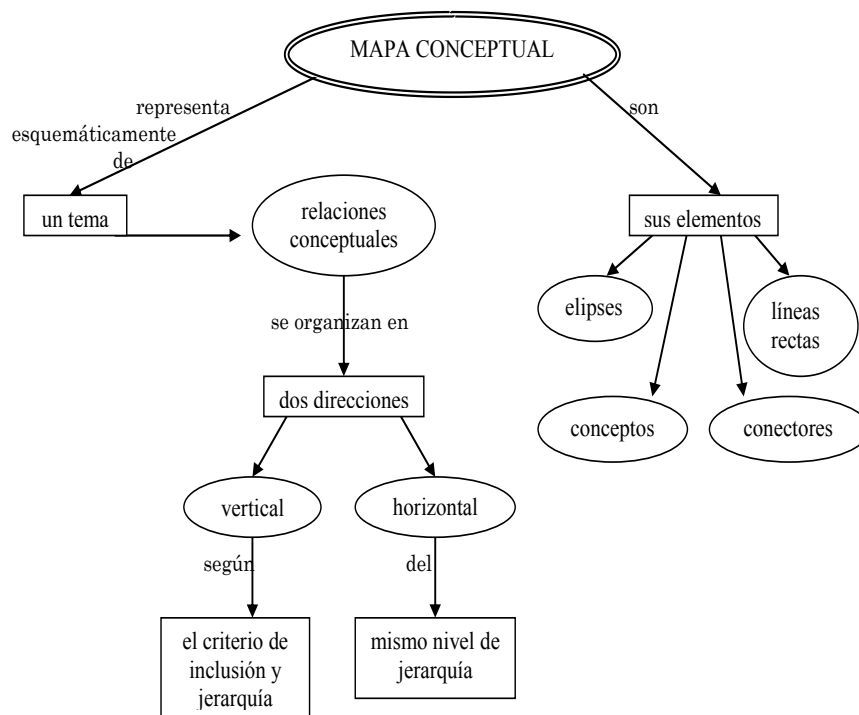 MAPA CONCEPTUAL
representa
esquemáticamente
de
son
un tema
relaciones
conceptuales
sus elementos
elipses
líneas
rectas
se organizan en
dos direcciones
conceptos
conectores
vertical
horizontal
según
del
el criterio de
inclusión y
jerarquía
mismo nivel de
jerarquía